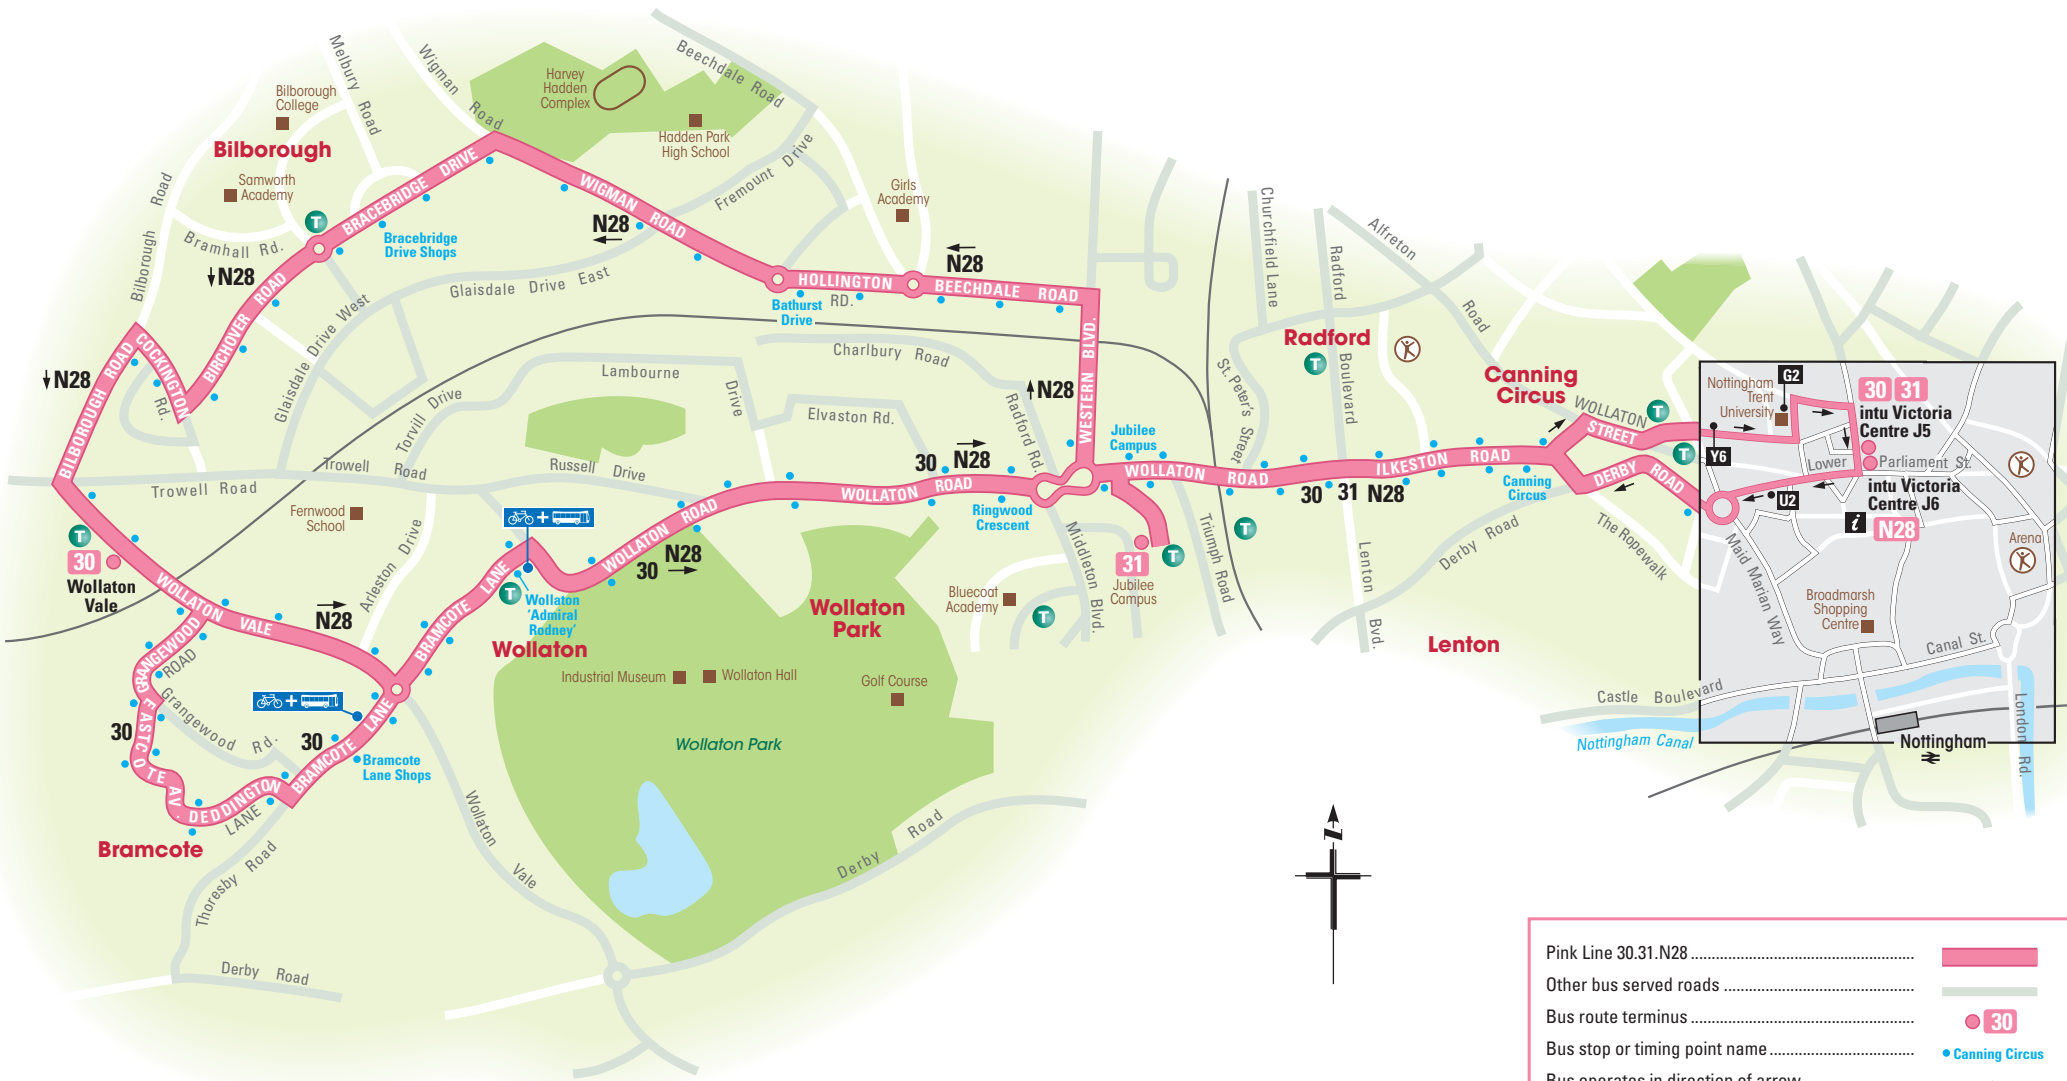 Melbury Road
Wigman Road
Beechdale Road
Harvey
Hadden
Complex
Bilborough
College
Bilborough
Hadden Park
High School
Samworth
Academy
Fremount Drive
Girls
Academy
Bilborough Road
Bramhall Rd.
T
BRACEBRIDGE DRIVE
Bracebridge
Drive Shops
WIGMAN ROAD
N28
N28
HOLLINGTON
RD.
BEECHDALE ROAD
Bathurst
Drive
N28
BIRCHOVER ROAD
Glaisdale Drive East
Glaisdale Drive West
COCKINGTON
Rd.
BILBOROUGH ROAD
N28
Charlbury Road
Lambourne
Drive
Elvaston Rd.
Torvill Drive
Radford Rd.
N28
WESTERN BLVD.
Churchfield Lane
Radford
Boulevard
Alfreton
Road
Radford
T
St. Peter's
Street
Canning
Circus
WOLLATON
STREET
T
T
DERBY ROAD
Trowell Road
Trowell Road
Russell Drive
30 N28
WOLLATON ROAD
Ringwood
Crescent
Jubilee
Campus
WOLLATON ROAD
30 31 N28
ILKESTON ROAD
Canning
Circus
Fernwood
School
T
30
Wollaton
Vale
WOLLATON VALE
N28
Arleston Drive
BRAMCOTE LANE
T
Wollaton
'Admiral
Rodney'
Wollaton
WOLLATON ROAD
30 N28
Wollaton
Park
Bluecoat
Academy
T
Middleton Blvd.
31
Jubilee
Campus
T
Triumph Road
T
Lenton
Bvd.
Derby Road
The Ropewalk
Lenton
GRANGEWOOD
ROAD
Grangewood Rd.
EASTCOTE AV.
30
30
BRAMCOTE LANE
Bramcote
Lane Shops
DEDDINGTON
LANE
Bramcote
Thoresby Road
Derby Road
Wollaton Vale
Industrial Museum
Wollaton Hall
Golf Course
Wollaton Park
Derby Road
Nottingham
Trent
University
G2
30 31
intu Victoria
Centre J5
Y6
Lower
Parliament St.
intu Victoria
Centre J6
U2
i
N28
Arena
Maid Marian Way
Broadmarsh
Shopping
Centre
Canal St.
Castle Boulevard
Nottingham Canal
Nottingham
London Rd.
N
Pink Line 30.31.N28
Other bus served roads
Bus route terminus
30
Bus stop or timing point name
Canning Circus
Bus operates in direction of arrow